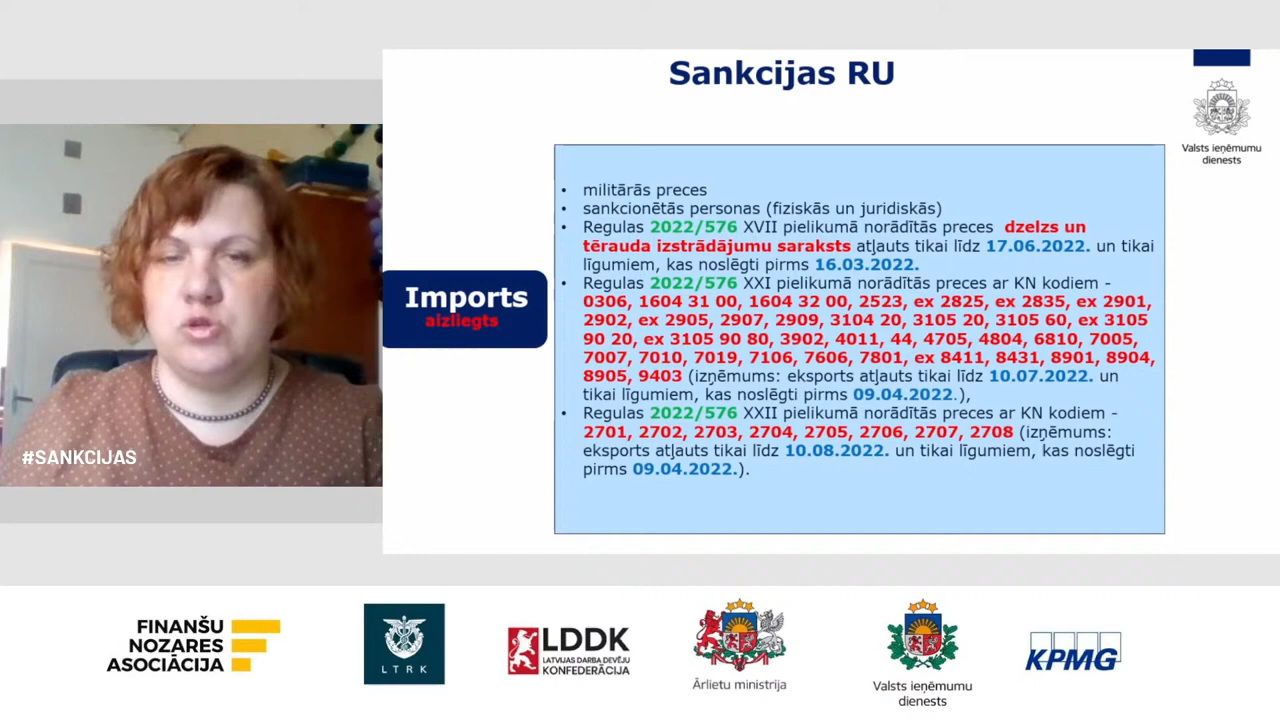 Sankcijas RU
Valsts ieņēmumu
dienests
• militārās preces
• sankcionētās personas (fiziskās un juridiskās)
• Regulas 2022/576 XVII pielikumā norādītās preces dzelzs un
tērauda izstrādājumu saraksts atļauts tikai līdz 17.06.2022. un tikai
līgumiem, kas noslēgti pirms 16.03.2022.
• Regulas 2022/576 XXI pielikumā norādītās preces ar KN kodiem -
0306, 1604 31 00, 1604 32 00, 2523, ex 2825, ex 2835, ex 2901,
2902, ex 2905, 2907, 2909, 3104 20, 3105 20, 3105 60, ex 3105
90 20, ex 3105 90 80, 3902, 4011, 44, 4705, 4804, 6810, 7005,
7007, 7010, 7019, 7106, 7606, 7801, ex 8411, 8431, 8901, 8904,
8905, 9403 (izņēmums: eksports atļauts tikai līdz 10.07.2022. un
tikai līgumiem, kas noslēgti pirms 09.04.2022.),
• Regulas 2022/576 XXII pielikumā norādītās preces ar KN kodiem -
2701, 2702, 2703, 2704, 2705, 2706, 2707, 2708 (izņēmums:
eksports atļauts tikai līdz 10.08.2022. un tikai līgumiem, kas noslēgti
pirms 09.04.2022.).
Imports
aizliegts
#SANKCIJAS
FINANŠU
NOZARES
ASOCIĀCIJA
LTRK
LDDK
LATVIJAS DARBA DEVĒJU
KONFEDERĀCIJA
Ārlietu ministrija
Valsts ieņēmumu
dienests
KPMG